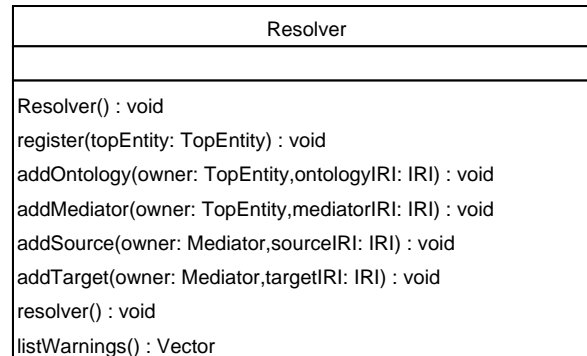 Resolver
Resolver() : void
register(topEntity: TopEntity) : void
addOntology(owner: TopEntity,ontologyIRI: IRI) : void
addMediator(owner: TopEntity,mediatorIRI: IRI) : void
addSource(owner: Mediator,sourceIRI: IRI) : void
addTarget(owner: Mediator,targetIRI: IRI) : void
resolver() : void
listWarnings() : Vector